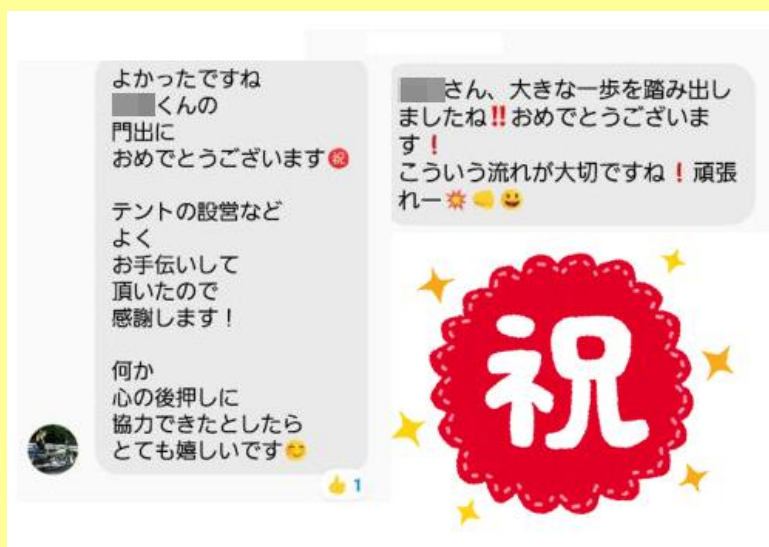 よかったですね
くんの
門出に
おめでとうございます㊗
テントの設営など
よく
お手伝いして
頂いたので
感謝します！
何か
心の後押しに
協力できたとしたら
とても嬉しいです😊
👍 1
さん、大きな一歩を踏み出し
ましたね‼おめでとうございま
す❗
こういう流れが大切ですね❗頑張
れー💥👊😀
祝